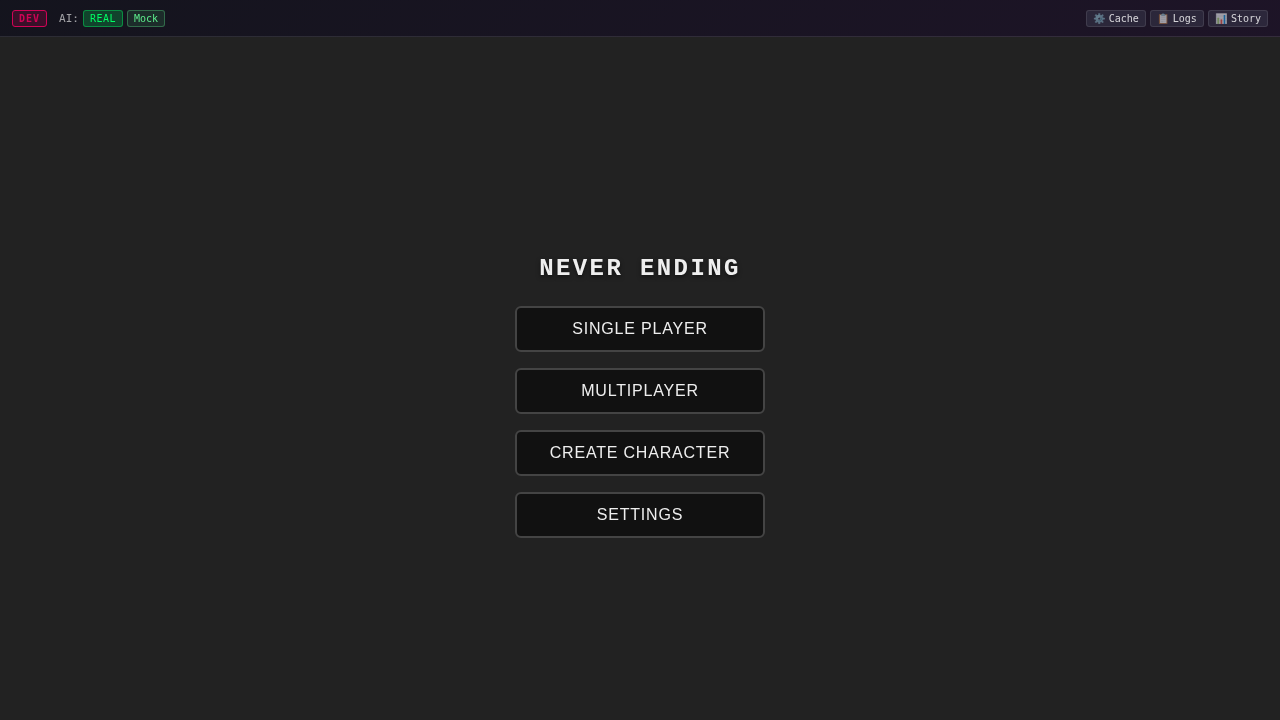 DEV AI: REAL Mock ⚙️ Cache 📋 Logs 📊 Story
NEVER ENDING
SINGLE PLAYER
MULTIPLAYER
CREATE CHARACTER
SETTINGS